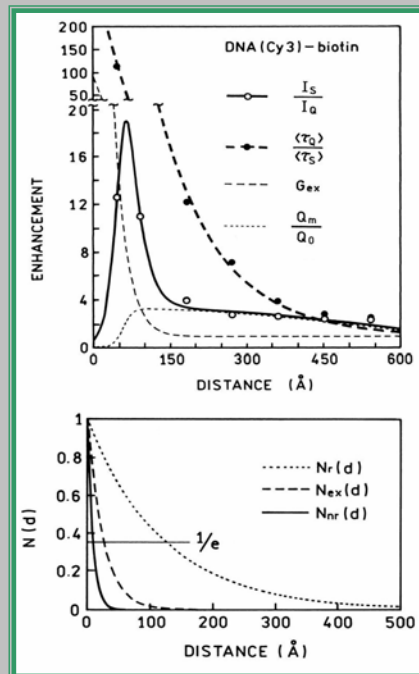 DNA(Cy3)-biotin
I_S
I_Q
⟨τ_Q⟩
⟨τ_S⟩
G_ex
Q_m
Q_0
200
150
100
50
16
12
8
4
0
ENHANCEMENT
0 150 300 450 600
DISTANCE (Å)
N_r(d)
N_ex(d)
N_nr(d)
1/e
1
0.8
0.6
0.4
0.2
0
N(d)
0 100 200 300 400 500
DISTANCE (Å)